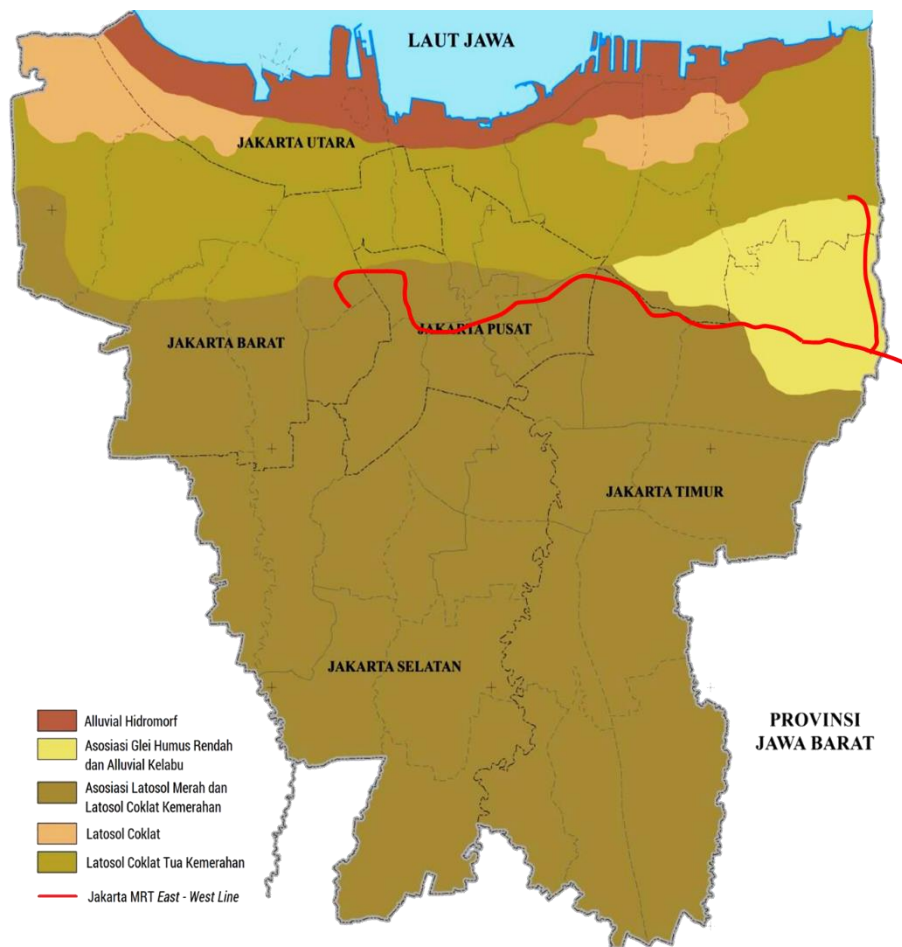 LAUT JAWA
JAKARTA UTARA
JAKARTA BARAT
JAKARTA PUSAT
JAKARTA TIMUR
JAKARTA SELATAN
PROVINSI
JAWA BARAT
Alluvial Hidromorf
Asosiasi Glei Humus Rendah
dan Alluvial Kelabu
Asosiasi Latosol Merah dan
Latosol Coklat Kemerahan
Latosol Coklat
Latosol Coklat Tua Kemerahan
Jakarta MRT East - West Line